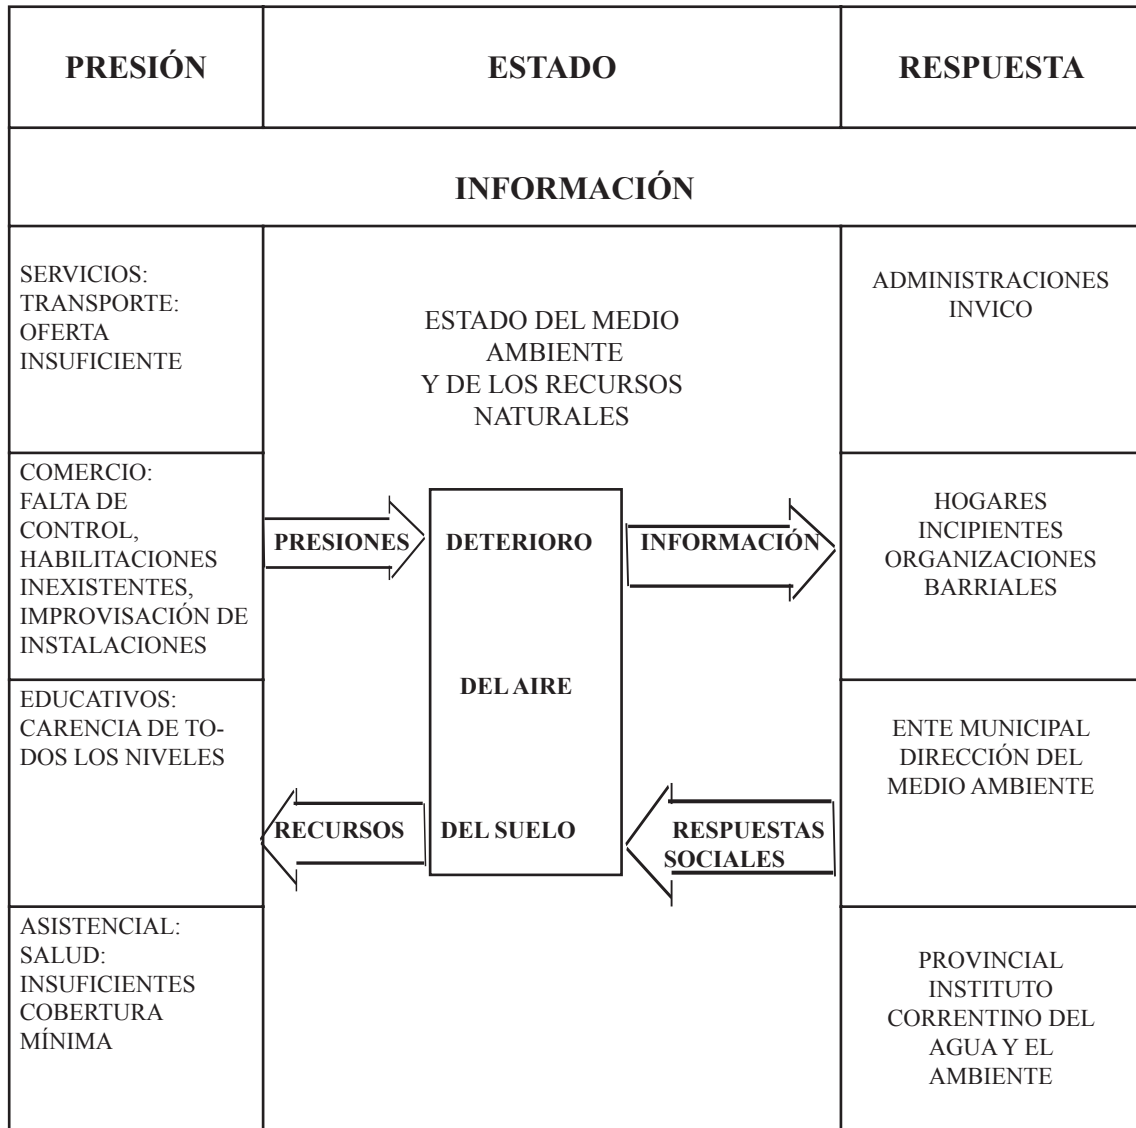 PRESIÓN
ESTADO
RESPUESTA
INFORMACIÓN
SERVICIOS:
TRANSPORTE:
OFERTA
INSUFICIENTE
ESTADO DEL MEDIO
AMBIENTE
Y DE LOS RECURSOS
NATURALES
ADMINISTRACIONES
INVICO
COMERCIO:
FALTA DE
CONTROL,
HABILITACIONES
INEXISTENTES,
IMPROVISACIÓN DE
INSTALACIONES
PRESIONES
DETERIORO
INFORMACIÓN
HOGARES
INCIPIENTES
ORGANIZACIONES
BARRIALES
DEL AIRE
EDUCATIVOS:
CARENCIA DE TO-
DOS LOS NIVELES
RECURSOS
DEL SUELO
RESPUESTAS
SOCIALES
ENTE MUNICIPAL
DIRECCIÓN DEL
MEDIO AMBIENTE
ASISTENCIAL:
SALUD:
INSUFICIENTES
COBERTURA
MÍNIMA
PROVINCIAL
INSTITUTO
CORRENTINO DEL
AGUA Y EL
AMBIENTE